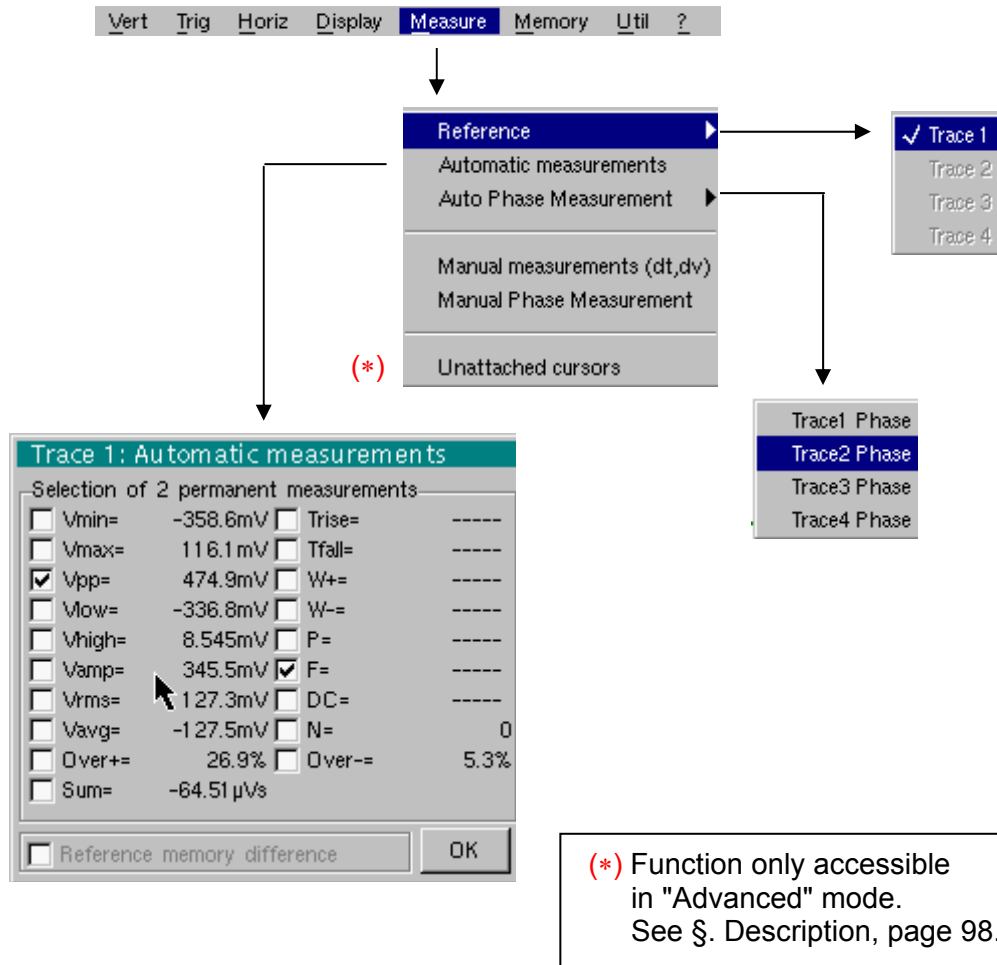 Vert Trig Horiz Display Measure Memory Util ?
Reference
Automatic measurements
Auto Phase Measurement
Manual measurements (dt,dv)
Manual Phase Measurement
(*) Unattached cursors
✓ Trace 1
Trace 2
Trace 3
Trace 4
Trace1 Phase
Trace2 Phase
Trace3 Phase
Trace4 Phase
Trace 1: Automatic measurements
Selection of 2 permanent measurements
Vmin= -358.6mV Trise= -----
Vmax= 116.1mV Tfall= -----
Vpp= 474.9mV W+= -----
Vlow= -336.8mV W-= -----
Vhigh= 8.545mV P= -----
Vamp= 345.5mV F= -----
Vrms= 127.3mV DC= -----
Vavg= -127.5mV N= 0
Over+= 26.9% Over-= 5.3%
Sum= -64.51µVs
Reference memory difference OK
(*) Function only accessible
in "Advanced" mode.
See §. Description, page 98.